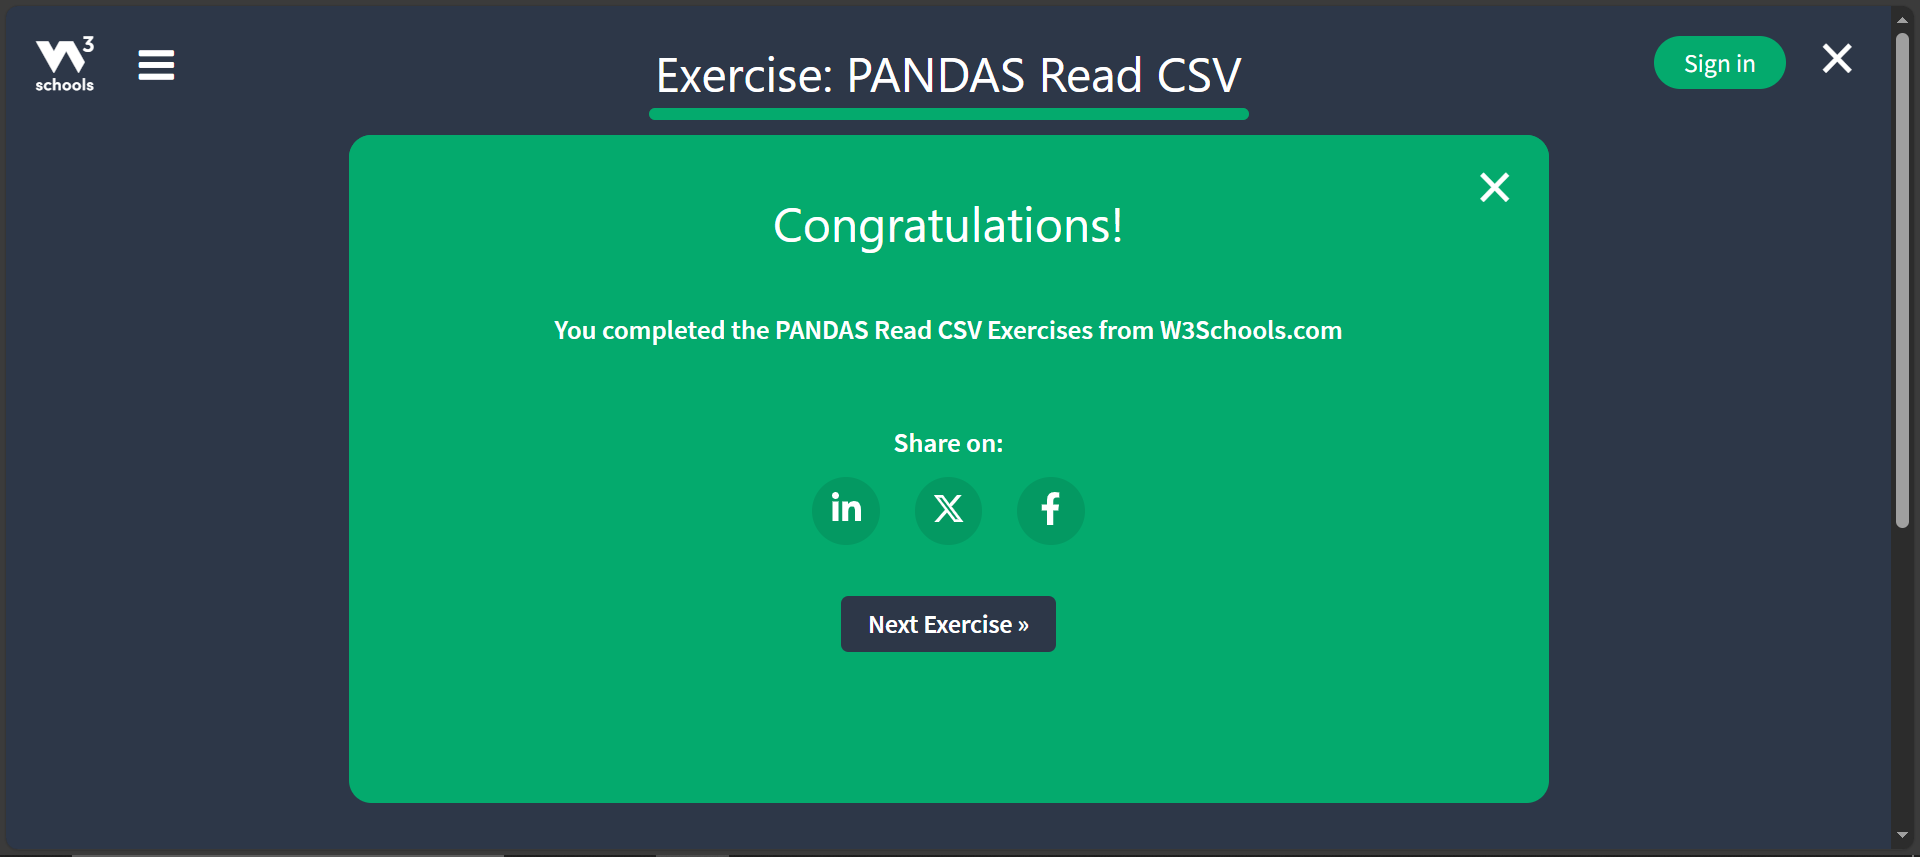 W3
schools
Exercise: PANDAS Read CSV
Sign in
Congratulations!
You completed the PANDAS Read CSV Exercises from W3Schools.com
Share on:
in
X
f
Next Exercise »